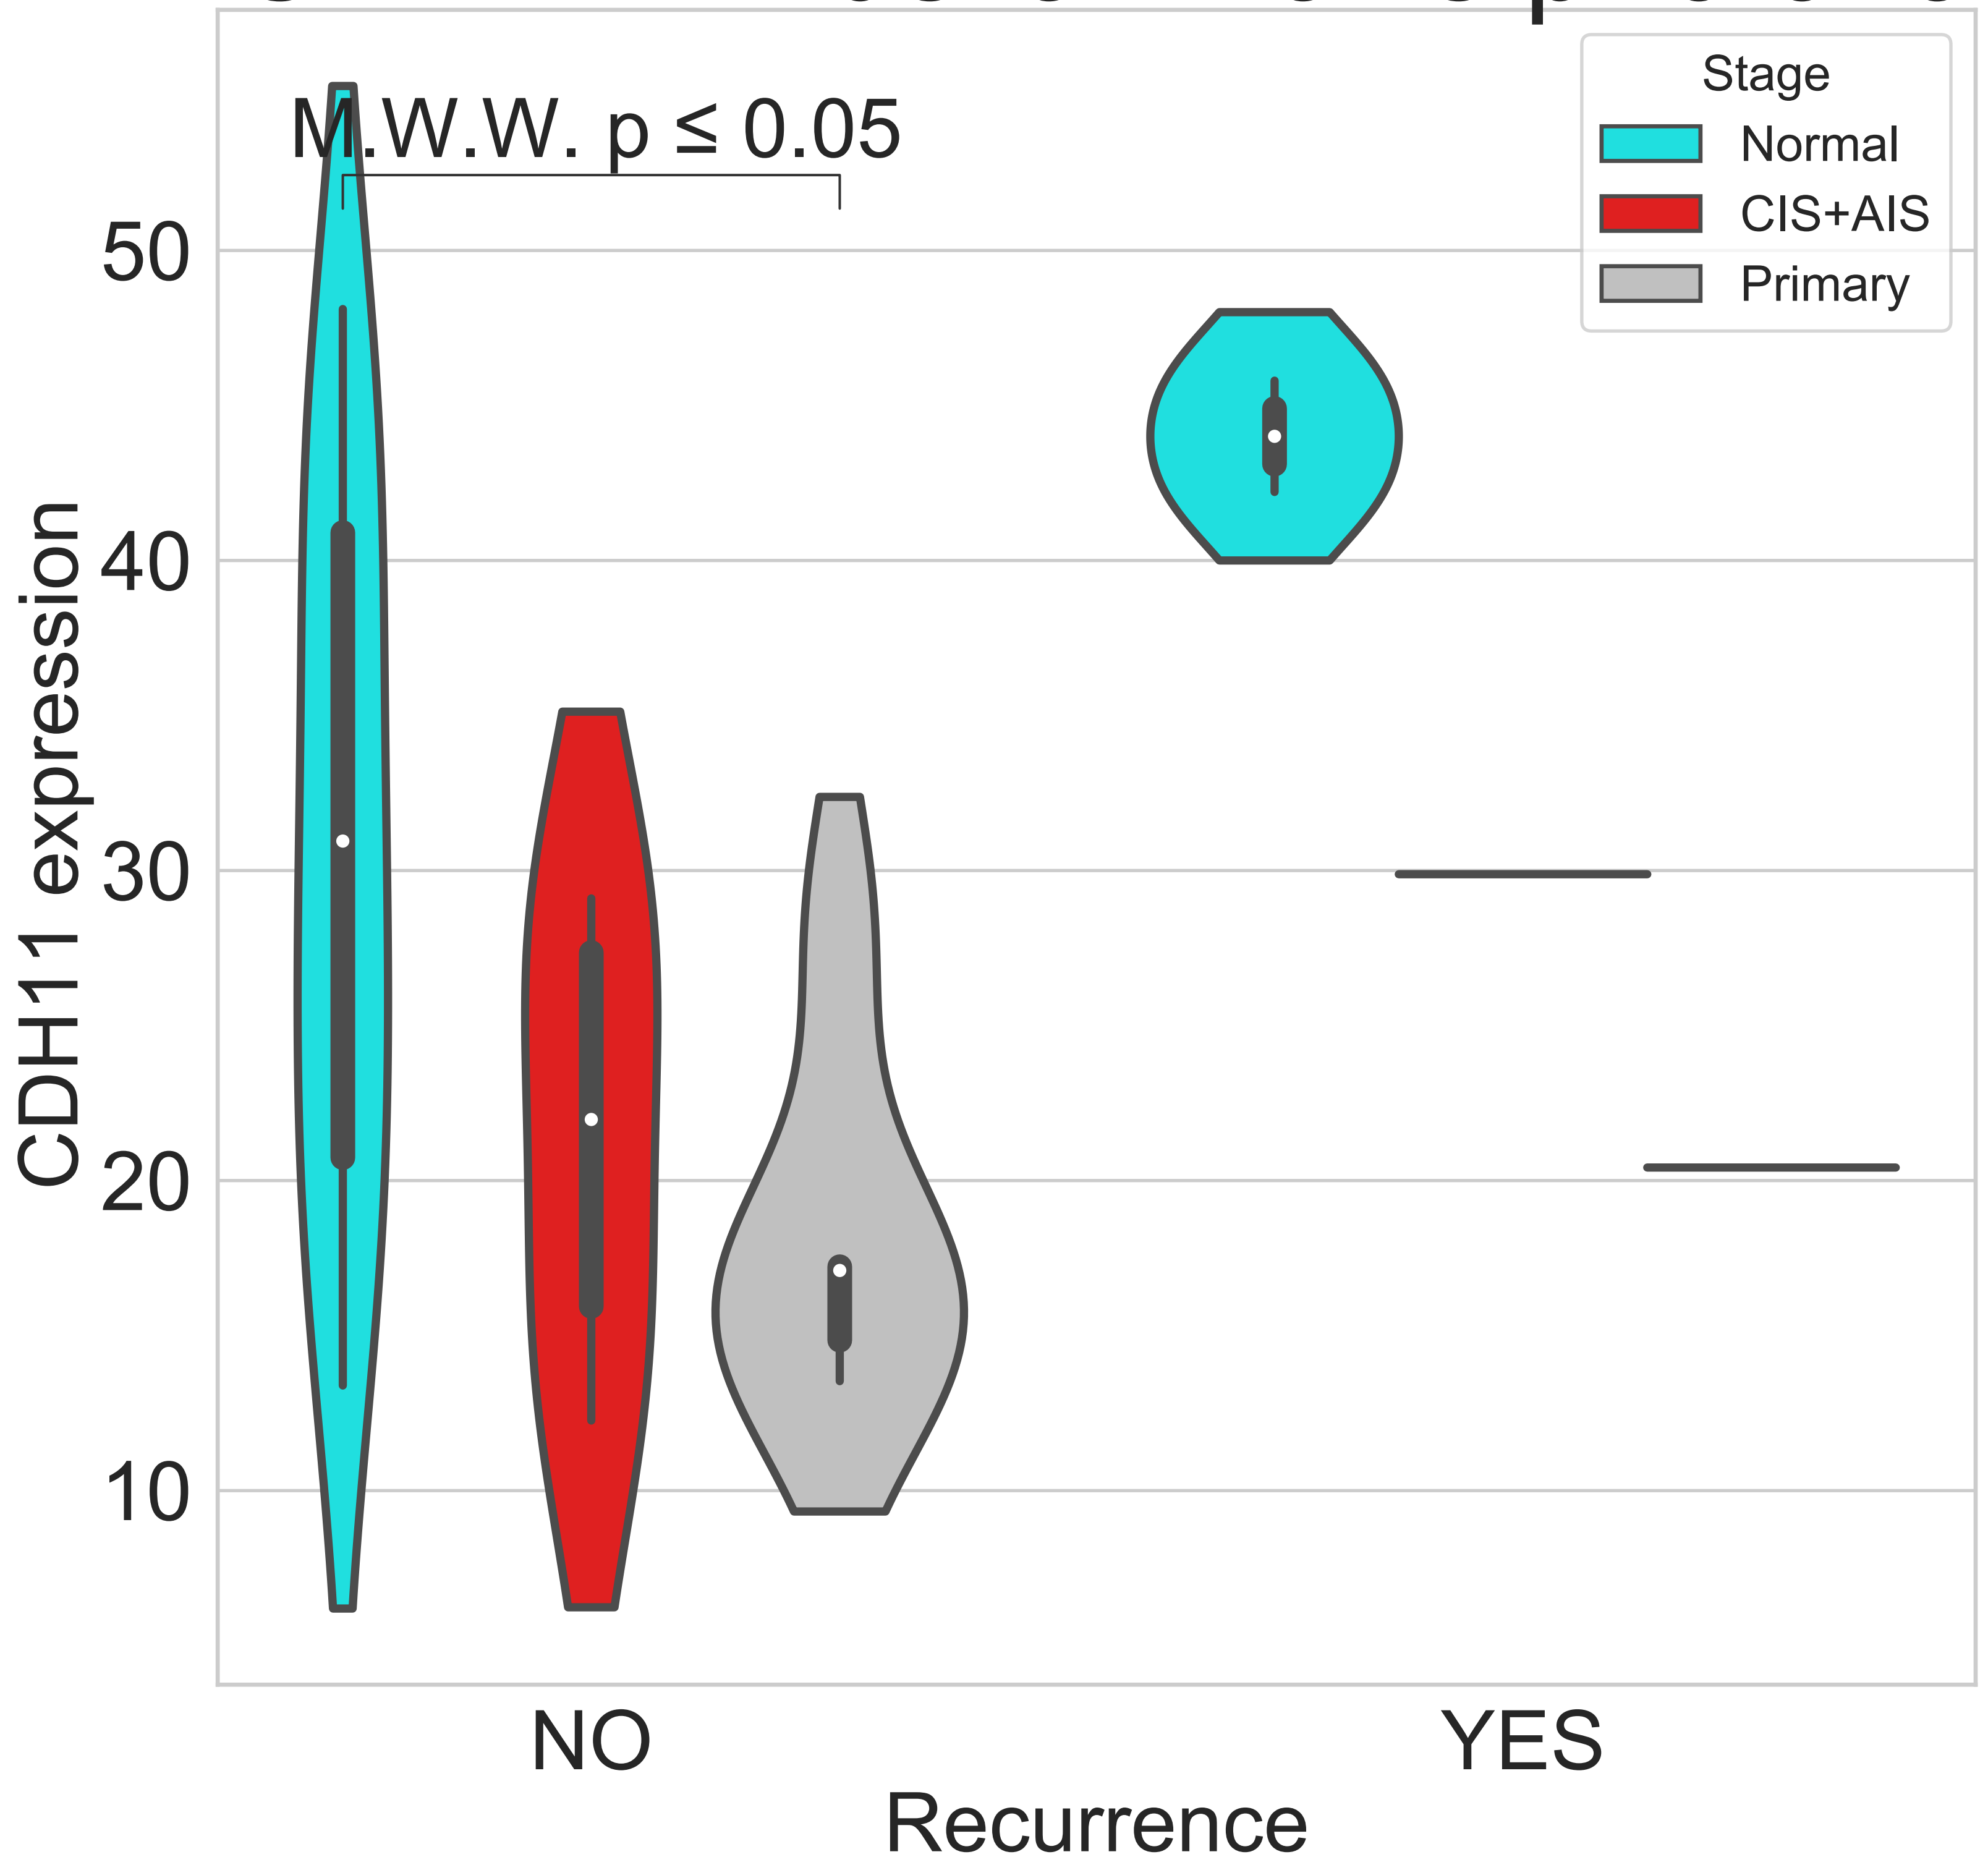 Stage
Normal
CIS+AIS
Primary
M.W.W. p ≤ 0.05
50
40
30
20
10
CDH11 expression
NO
YES
Recurrence